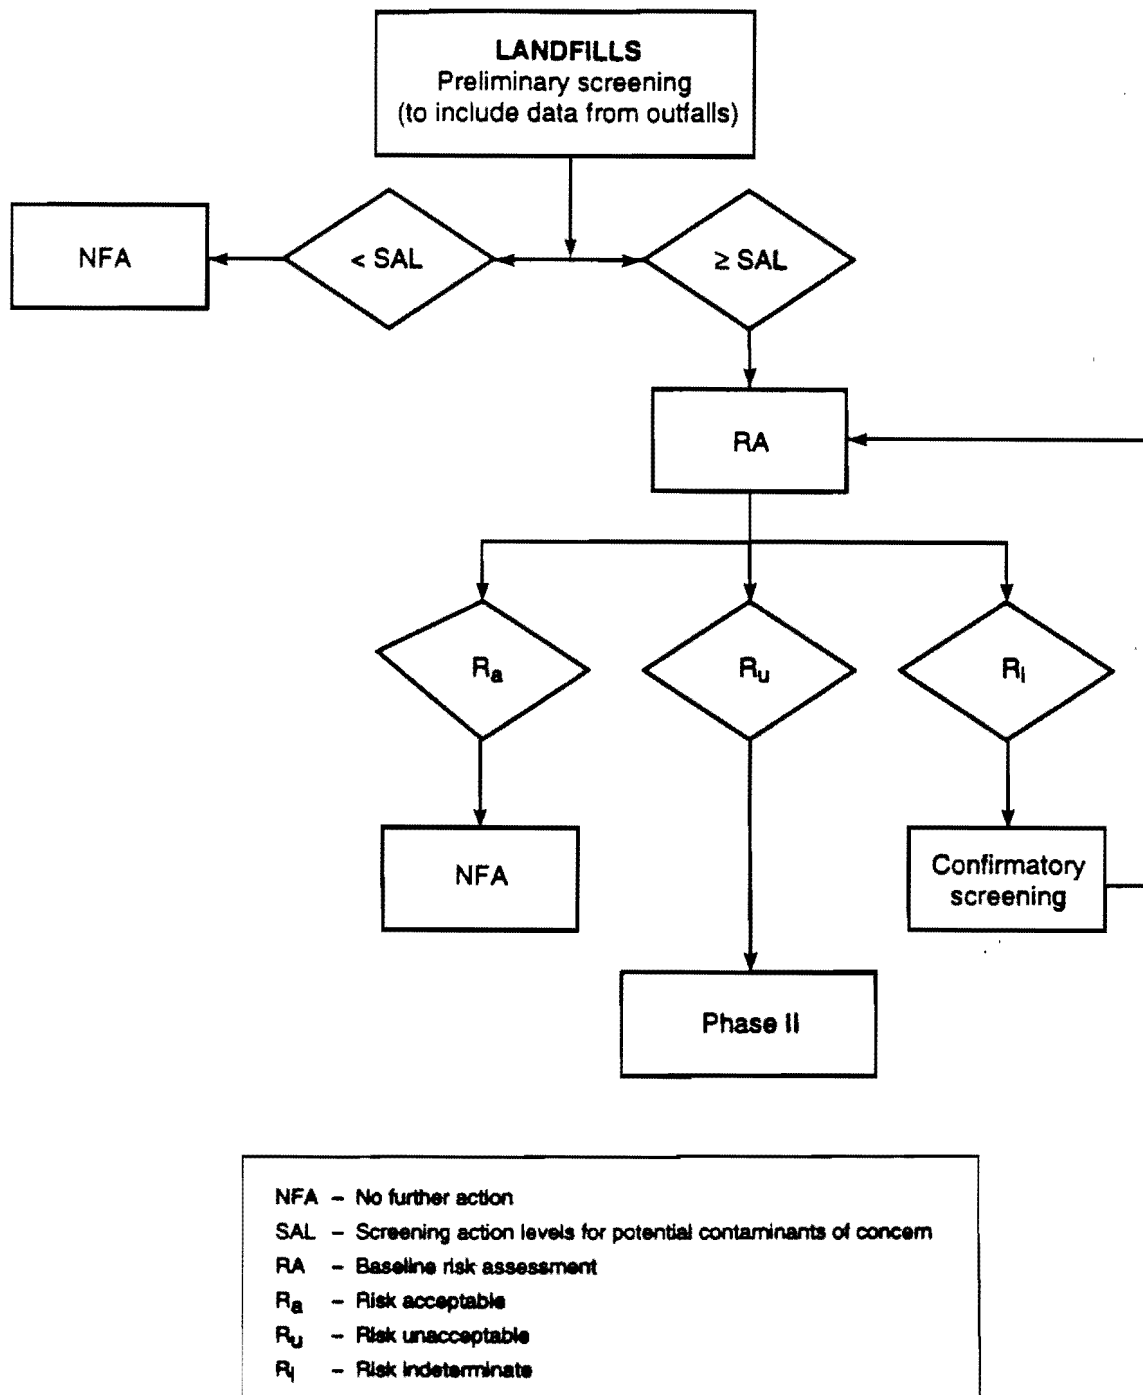 LANDFILLS
Preliminary screening
(to include data from outfalls)
NFA
< SAL
≥ SAL
RA
Ra
Ru
Ri
NFA
Confirmatory
screening
Phase II
NFA – No further action
SAL – Screening action levels for potential contaminants of concern
RA – Baseline risk assessment
Ra – Risk acceptable
Ru – Risk unacceptable
Ri – Risk indeterminate